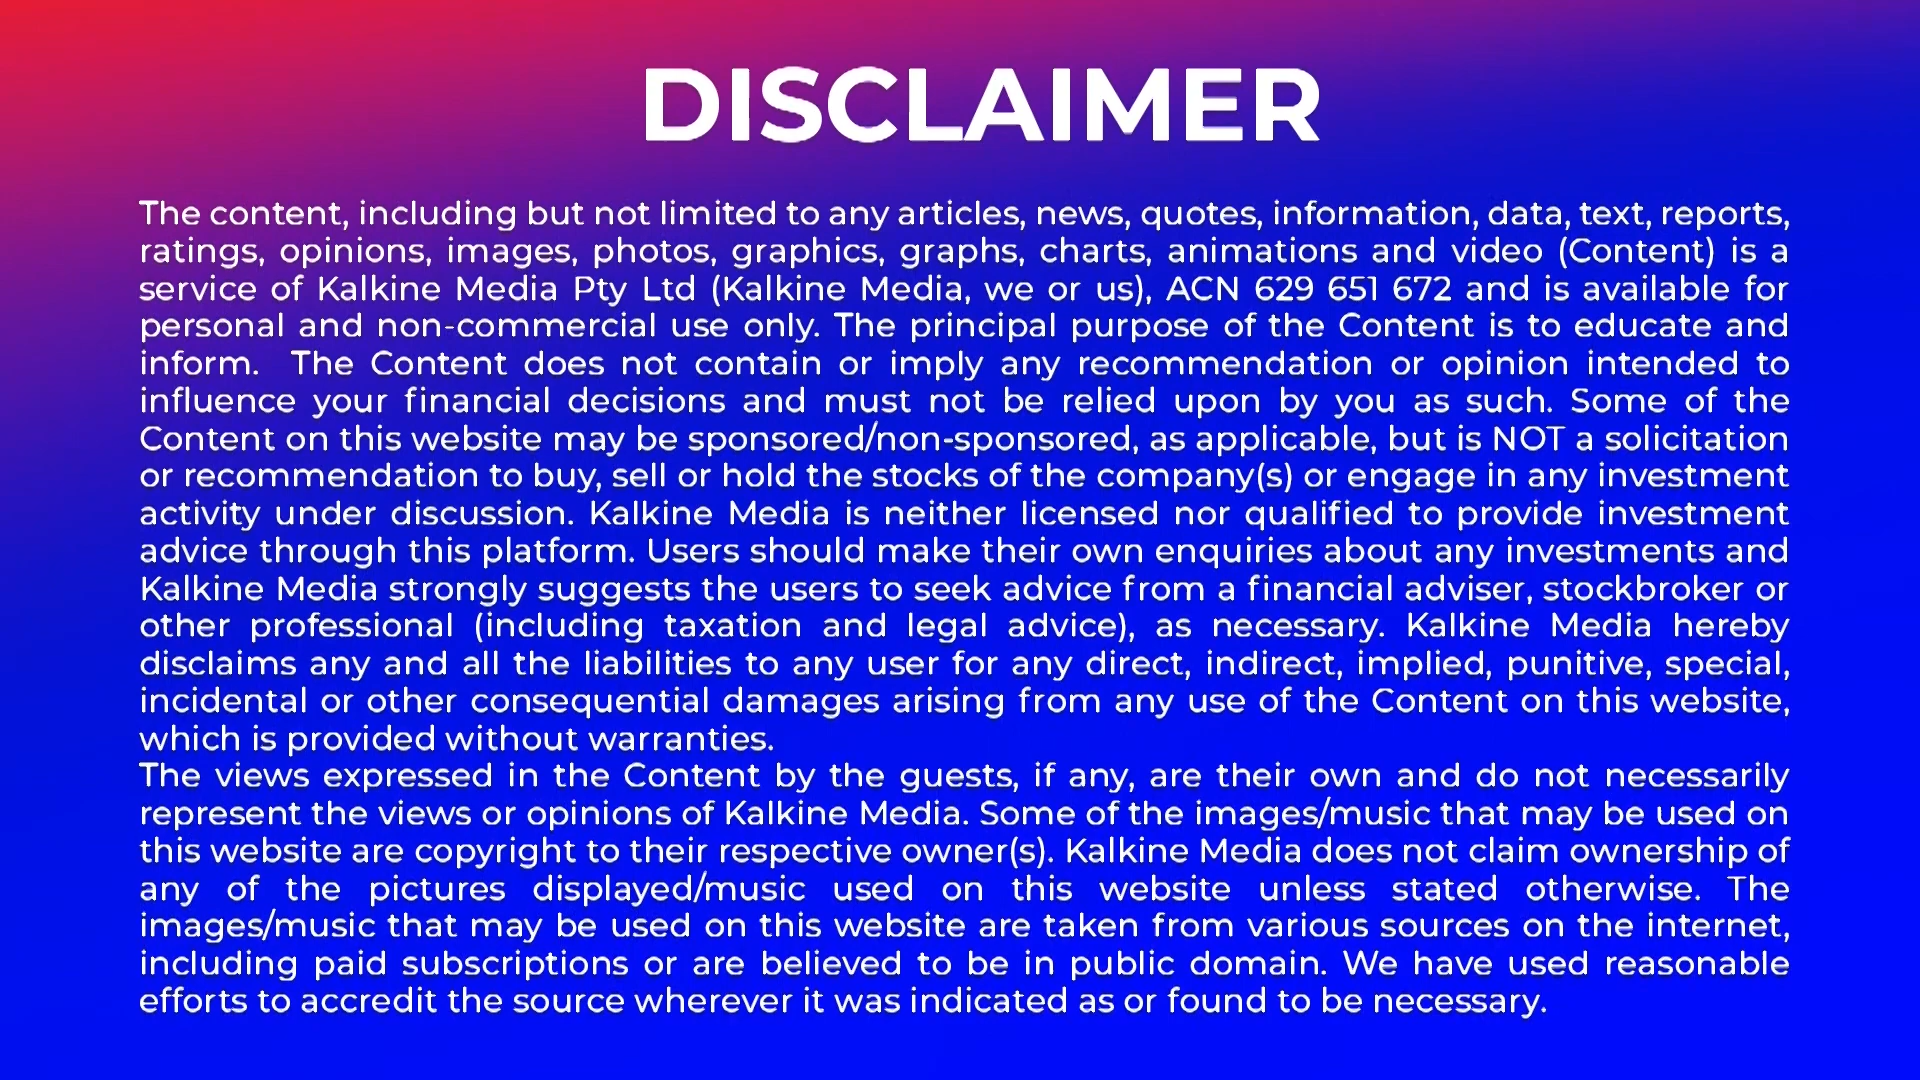 DISCLAIMER
The content, including but not limited to any articles, news, quotes, information, data, text, reports,
ratings, opinions, images, photos, graphics, graphs, charts, animations and video (Content) is a
service of Kalkine Media Pty Ltd (Kalkine Media, we or us), ACN 629 651 672 and is available for
personal and non-commercial use only. The principal purpose of the Content is to educate and
inform.  The Content does not contain or imply any recommendation or opinion intended to
influence your financial decisions and must not be relied upon by you as such. Some of the
Content on this website may be sponsored/non-sponsored, as applicable, but is NOT a solicitation
or recommendation to buy, sell or hold the stocks of the company(s) or engage in any investment
activity under discussion. Kalkine Media is neither licensed nor qualified to provide investment
advice through this platform. Users should make their own enquiries about any investments and
Kalkine Media strongly suggests the users to seek advice from a financial adviser, stockbroker or
other professional (including taxation and legal advice), as necessary. Kalkine Media hereby
disclaims any and all the liabilities to any user for any direct, indirect, implied, punitive, special,
incidental or other consequential damages arising from any use of the Content on this website,
which is provided without warranties.
The views expressed in the Content by the guests, if any, are their own and do not necessarily
represent the views or opinions of Kalkine Media. Some of the images/music that may be used on
this website are copyright to their respective owner(s). Kalkine Media does not claim ownership of
any of the pictures displayed/music used on this website unless stated otherwise. The
images/music that may be used on this website are taken from various sources on the internet,
including paid subscriptions or are believed to be in public domain. We have used reasonable
efforts to accredit the source wherever it was indicated as or found to be necessary.